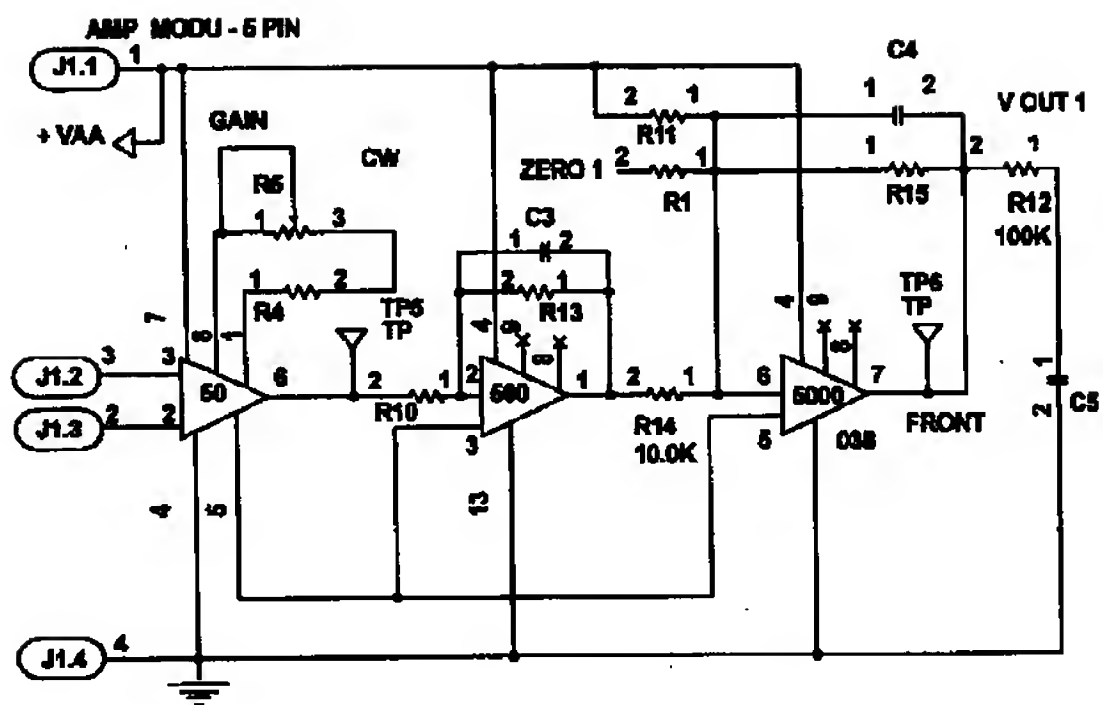 AMP MODU - 5 PIN
J1.1 1
+ VAA
GAIN
CW
R5
1 3
R4
1 2
C4
1 2
V OUT 1
2 1
R11
2 1
ZERO 1
2 1
R1
1
R15
2 1
R12
100K
C3
1 2
2 1
R13
TP5
TP
TP6
TP
7 1
4
4
J1.2 3 3
J1.3 2 2
50
6
2 1
R10
2
3
1
2 1
R14
10.0K
6
5
5000
7
FRONT
1
2
C5
4 5
13
J1.4 4